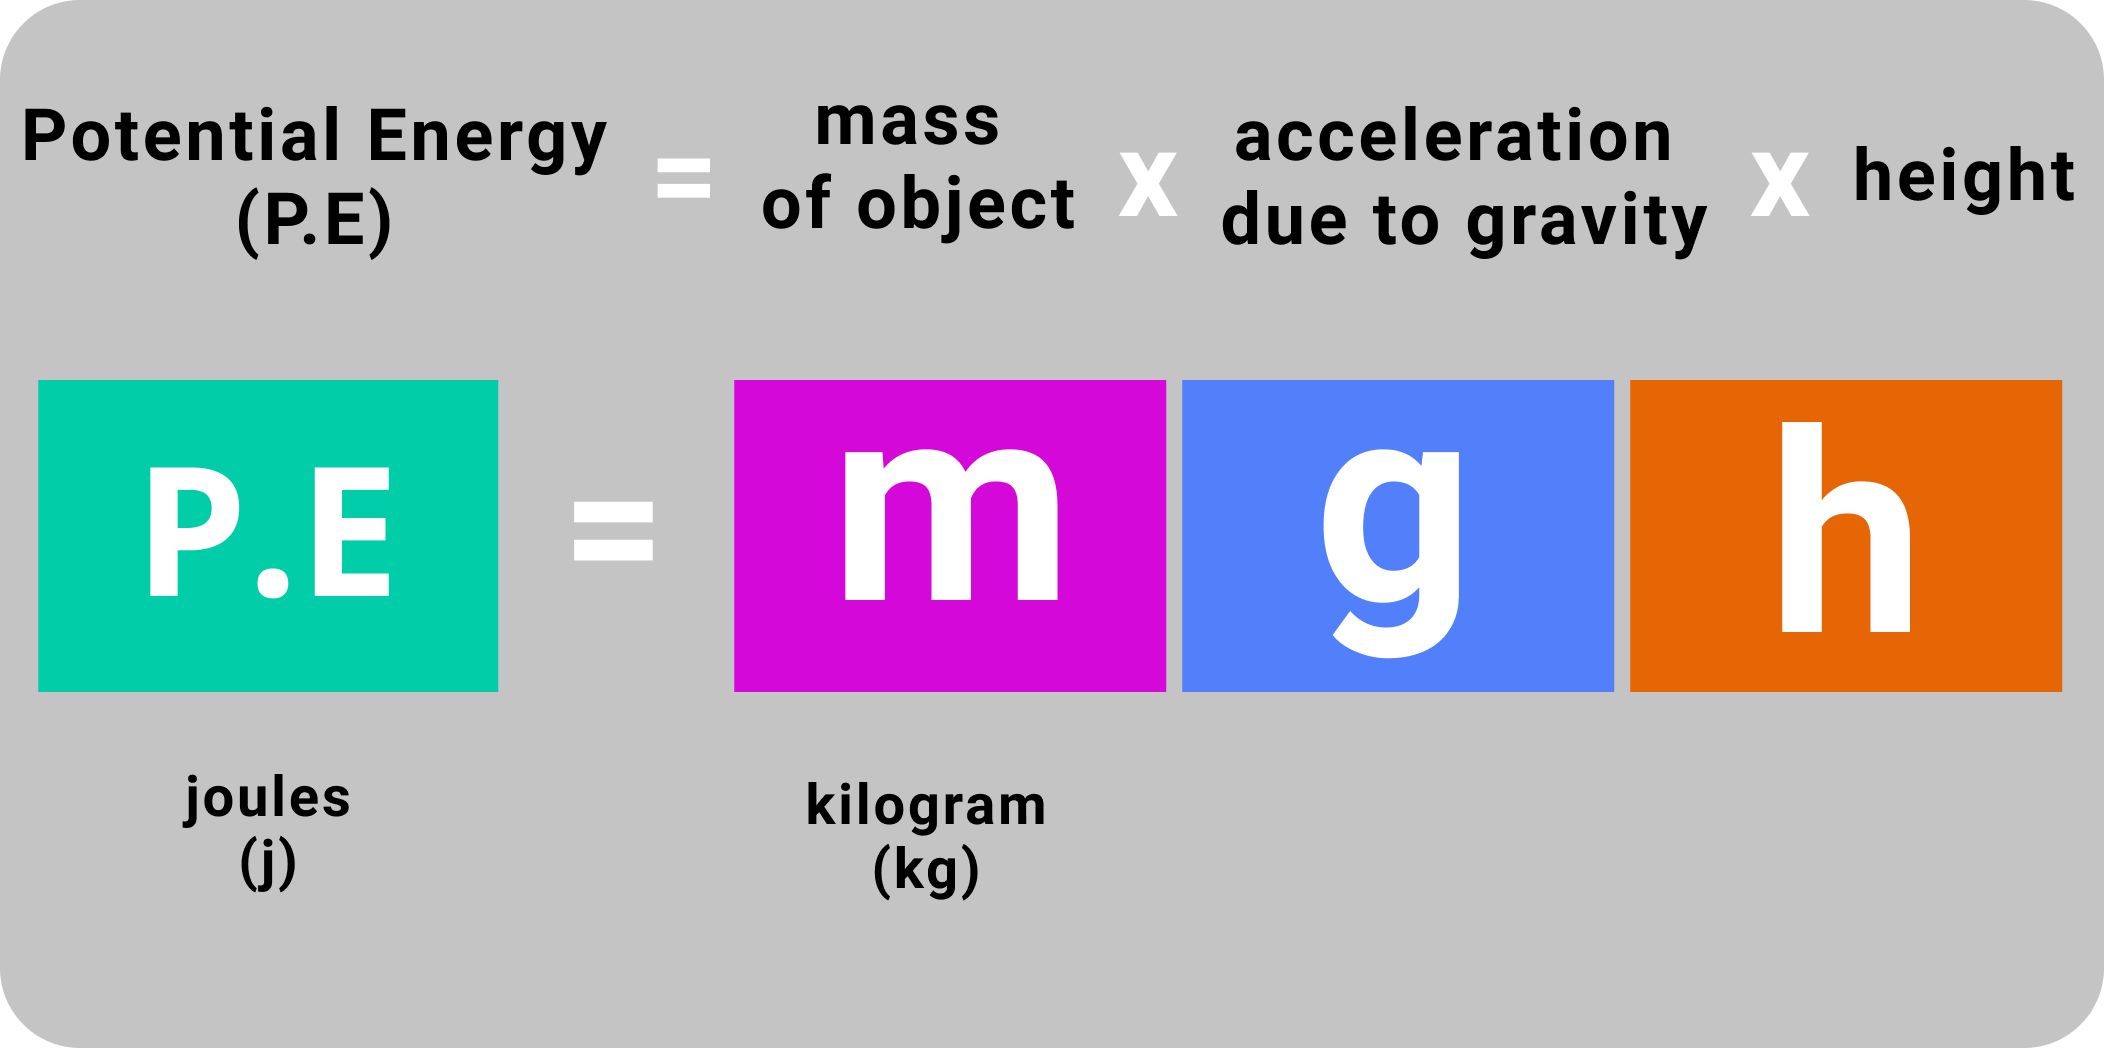 Potential Energy
(P.E)
=
mass
of object
x
acceleration
due to gravity
x
height
P.E
=
m
g
h
joules
(j)
kilogram
(kg)